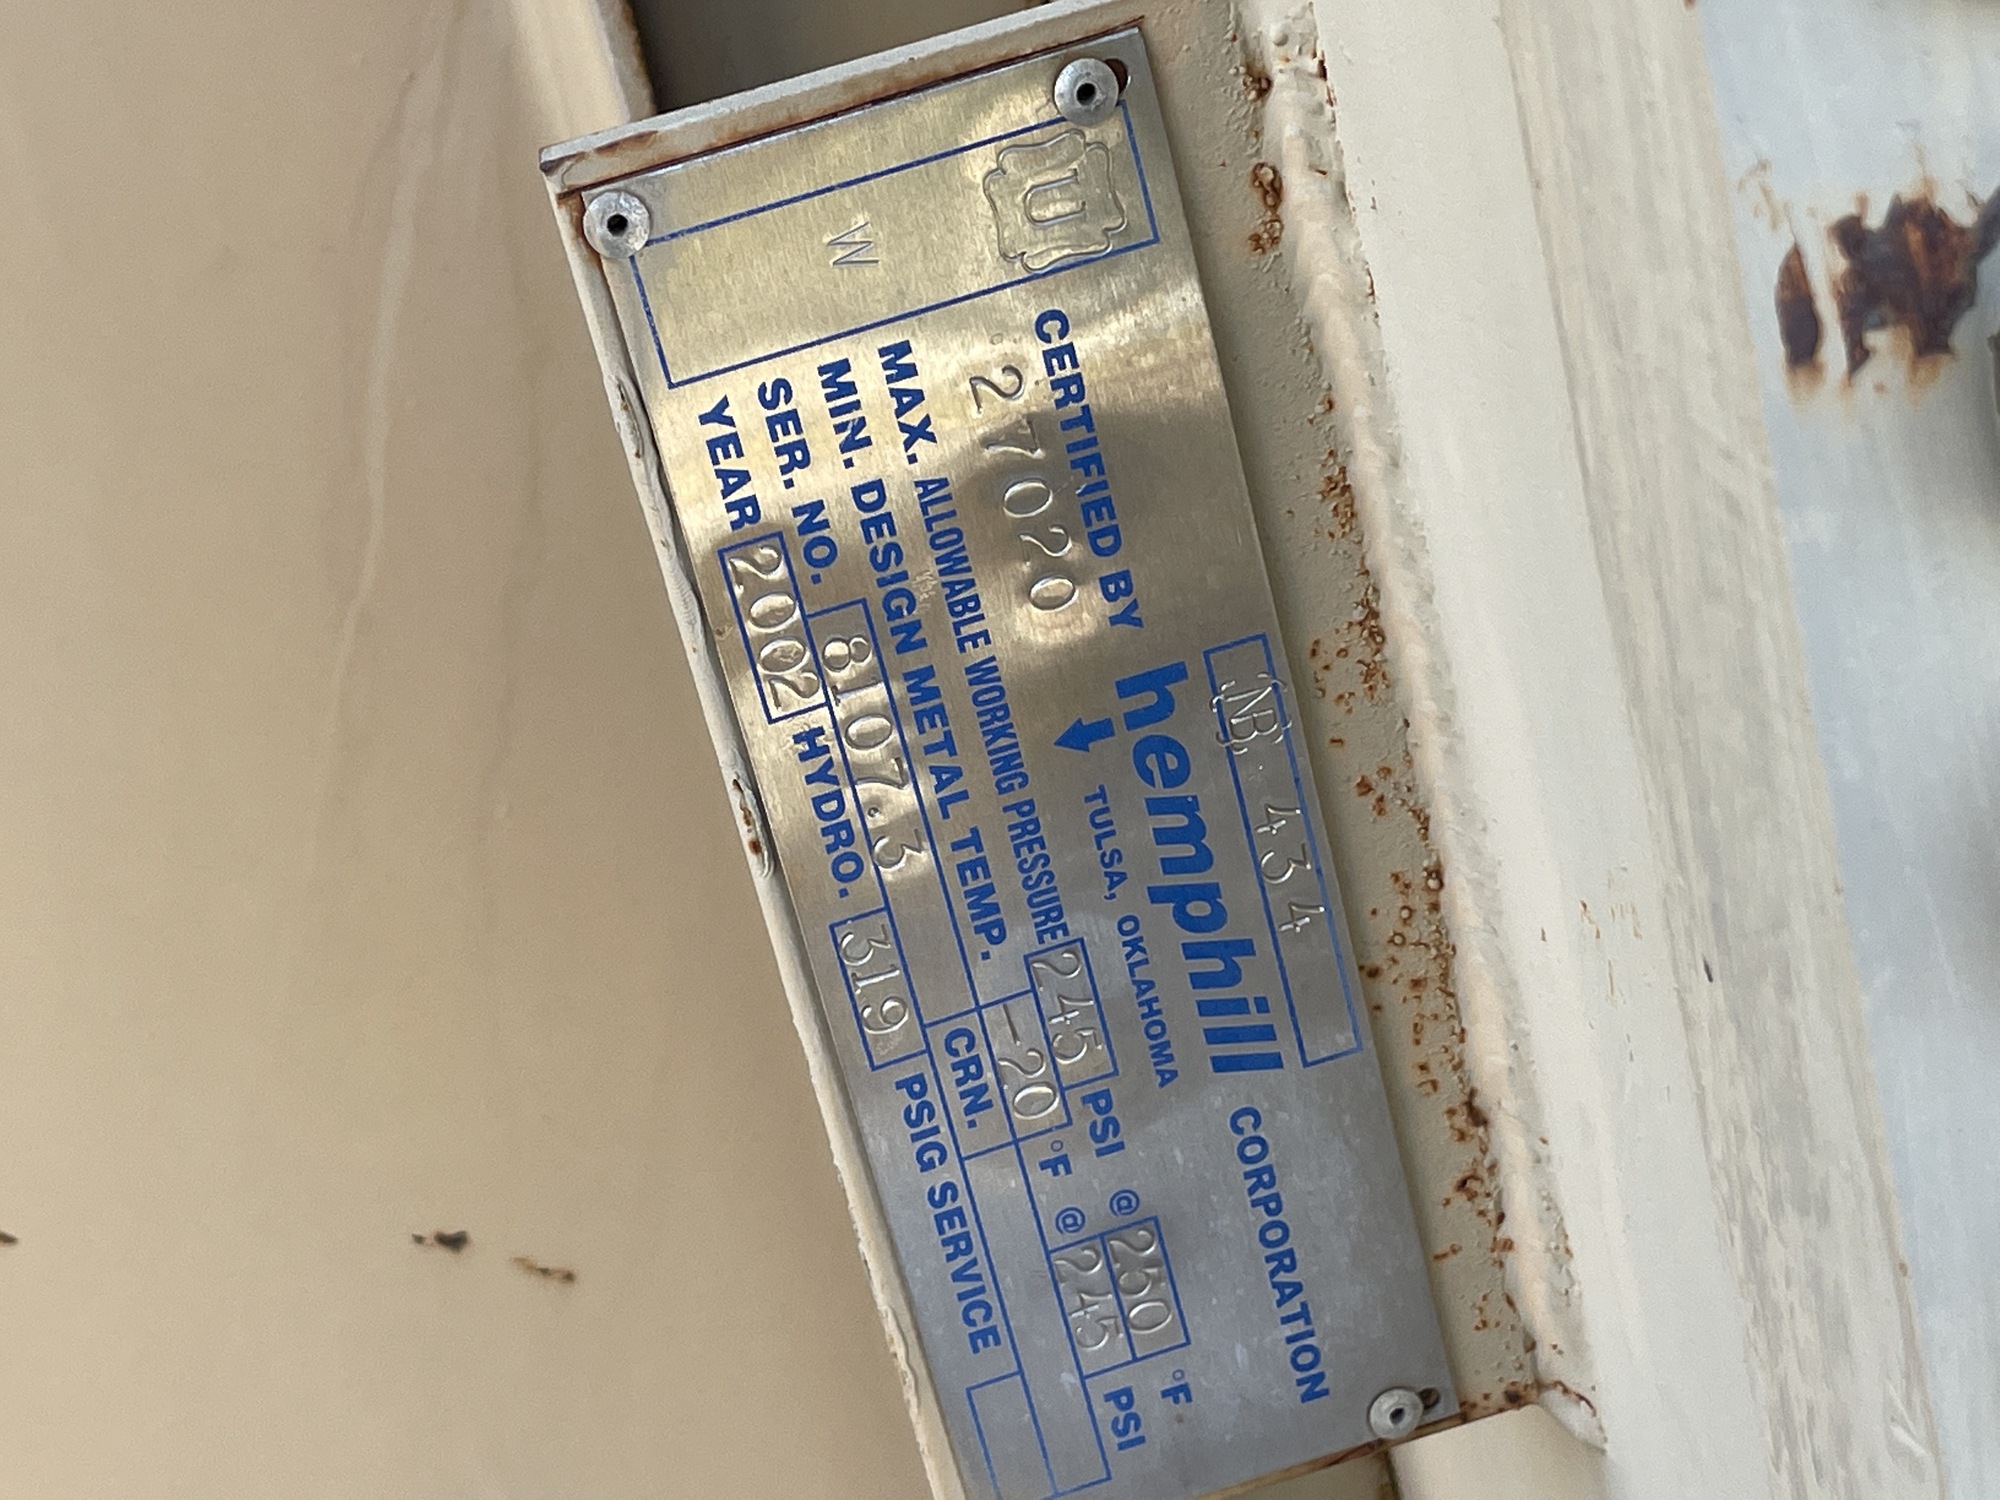 NB 434
U
W
CERTIFIED BY hemphill CORPORATION
27020 TULSA, OKLAHOMA
MAX. ALLOWABLE WORKING PRESSURE 245 PSI @ 250 °F
MIN. DESIGN METAL TEMP. -20 °F @ 245 PSI
SER. NO. 8107.3 CRN.
YEAR 2002 HYDRO. 319 PSIG SERVICE